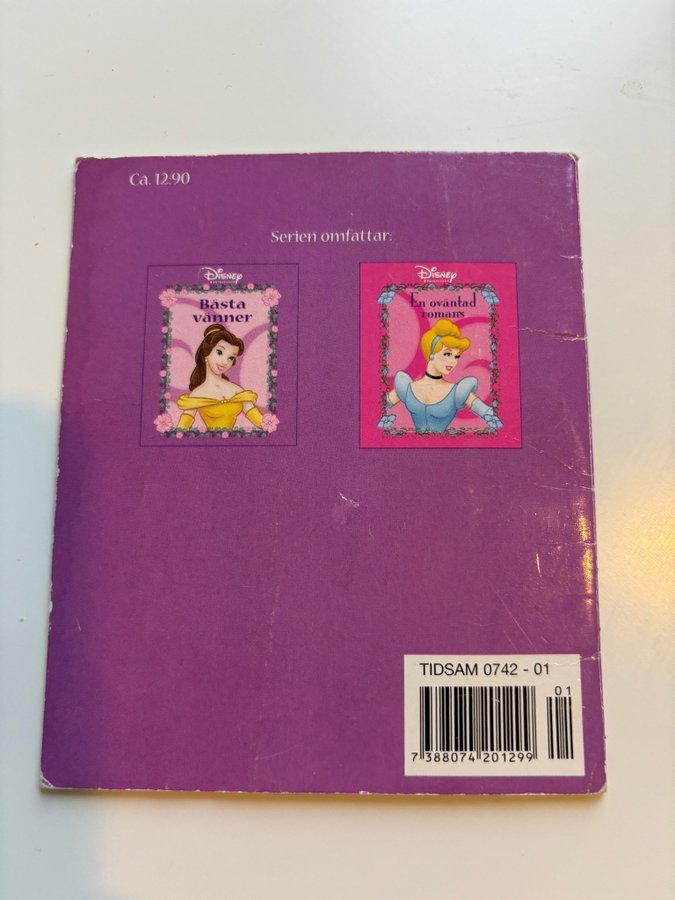 Ca. 12:90
Serien omfattar:
Disney
Bästa
vänner
Disney
En oväntad
romans
TIDSAM 0742 - 01
01
7 388074 201299